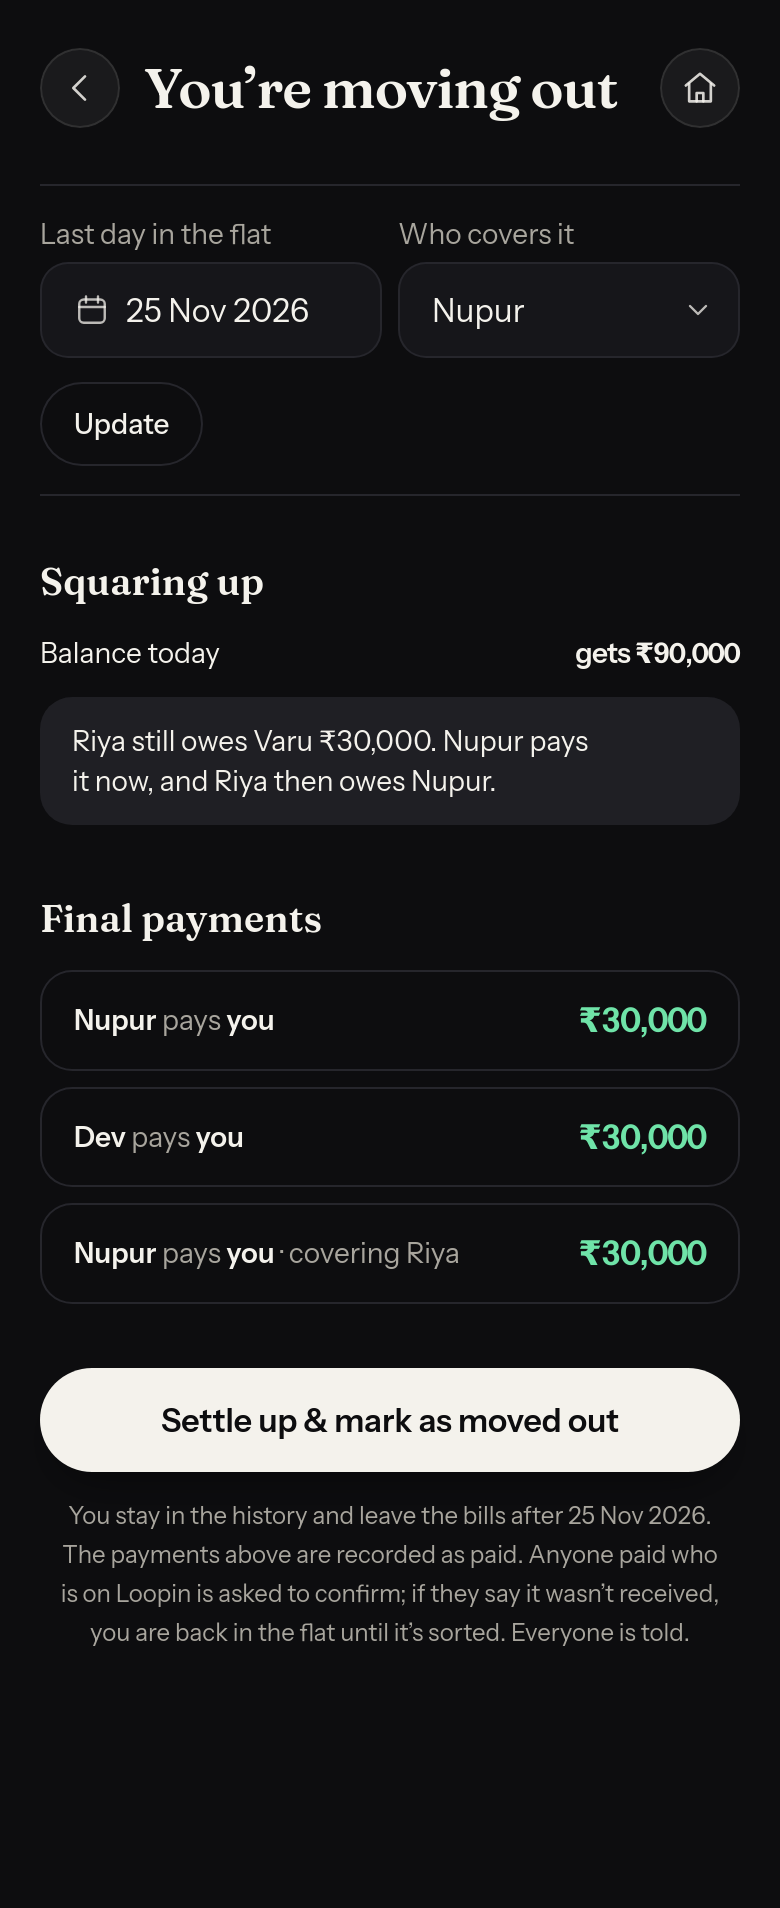 You’re moving out
Last day in the flat
Who covers it
25 Nov 2026
Nupur
Update
Squaring up
Balance today
gets ₹90,000
Riya still owes Varu ₹30,000. Nupur pays
it now, and Riya then owes Nupur.
Final payments
Nupur pays you
₹30,000
Dev pays you
₹30,000
Nupur pays you · covering Riya
₹30,000
Settle up & mark as moved out
You stay in the history and leave the bills after 25 Nov 2026.
The payments above are recorded as paid. Anyone paid who
is on Loopin is asked to confirm; if they say it wasn’t received,
you are back in the flat until it’s sorted. Everyone is told.